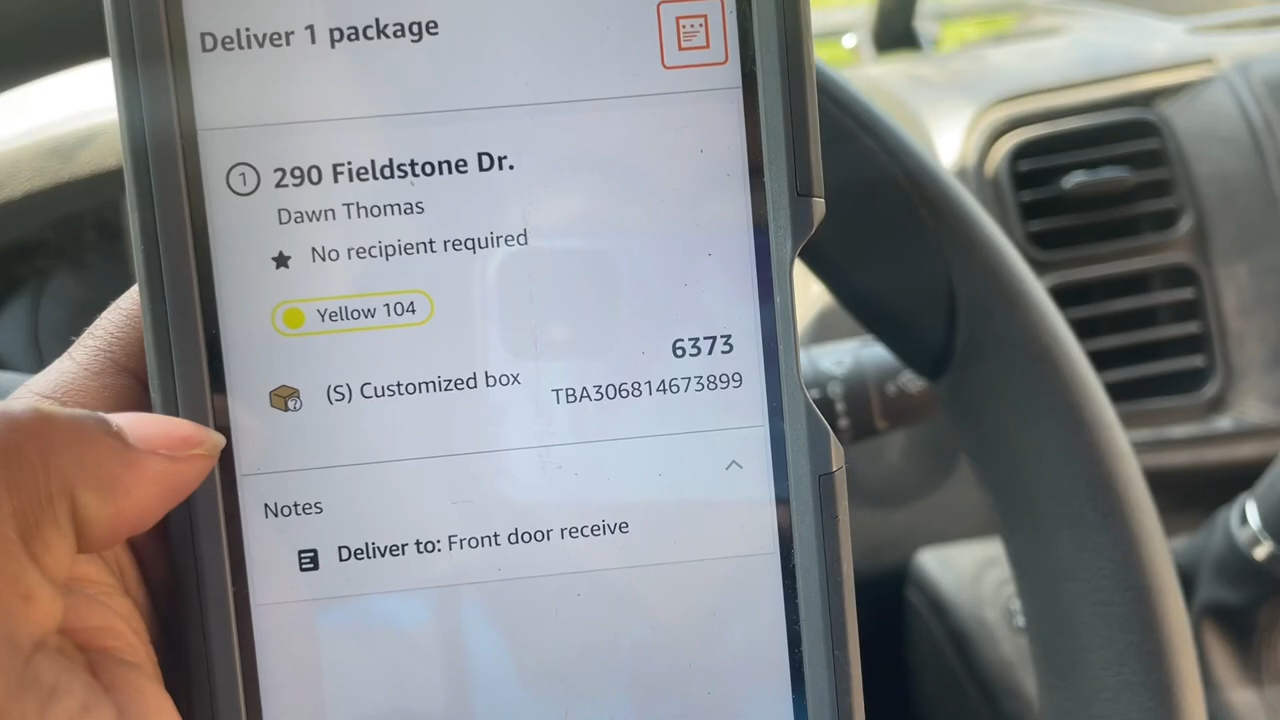 Deliver 1 package
1 290 Fieldstone Dr.
Dawn Thomas
No recipient required
Yellow 104
6373
(S) Customized box TBA306814673899
Notes
Deliver to: Front door receive